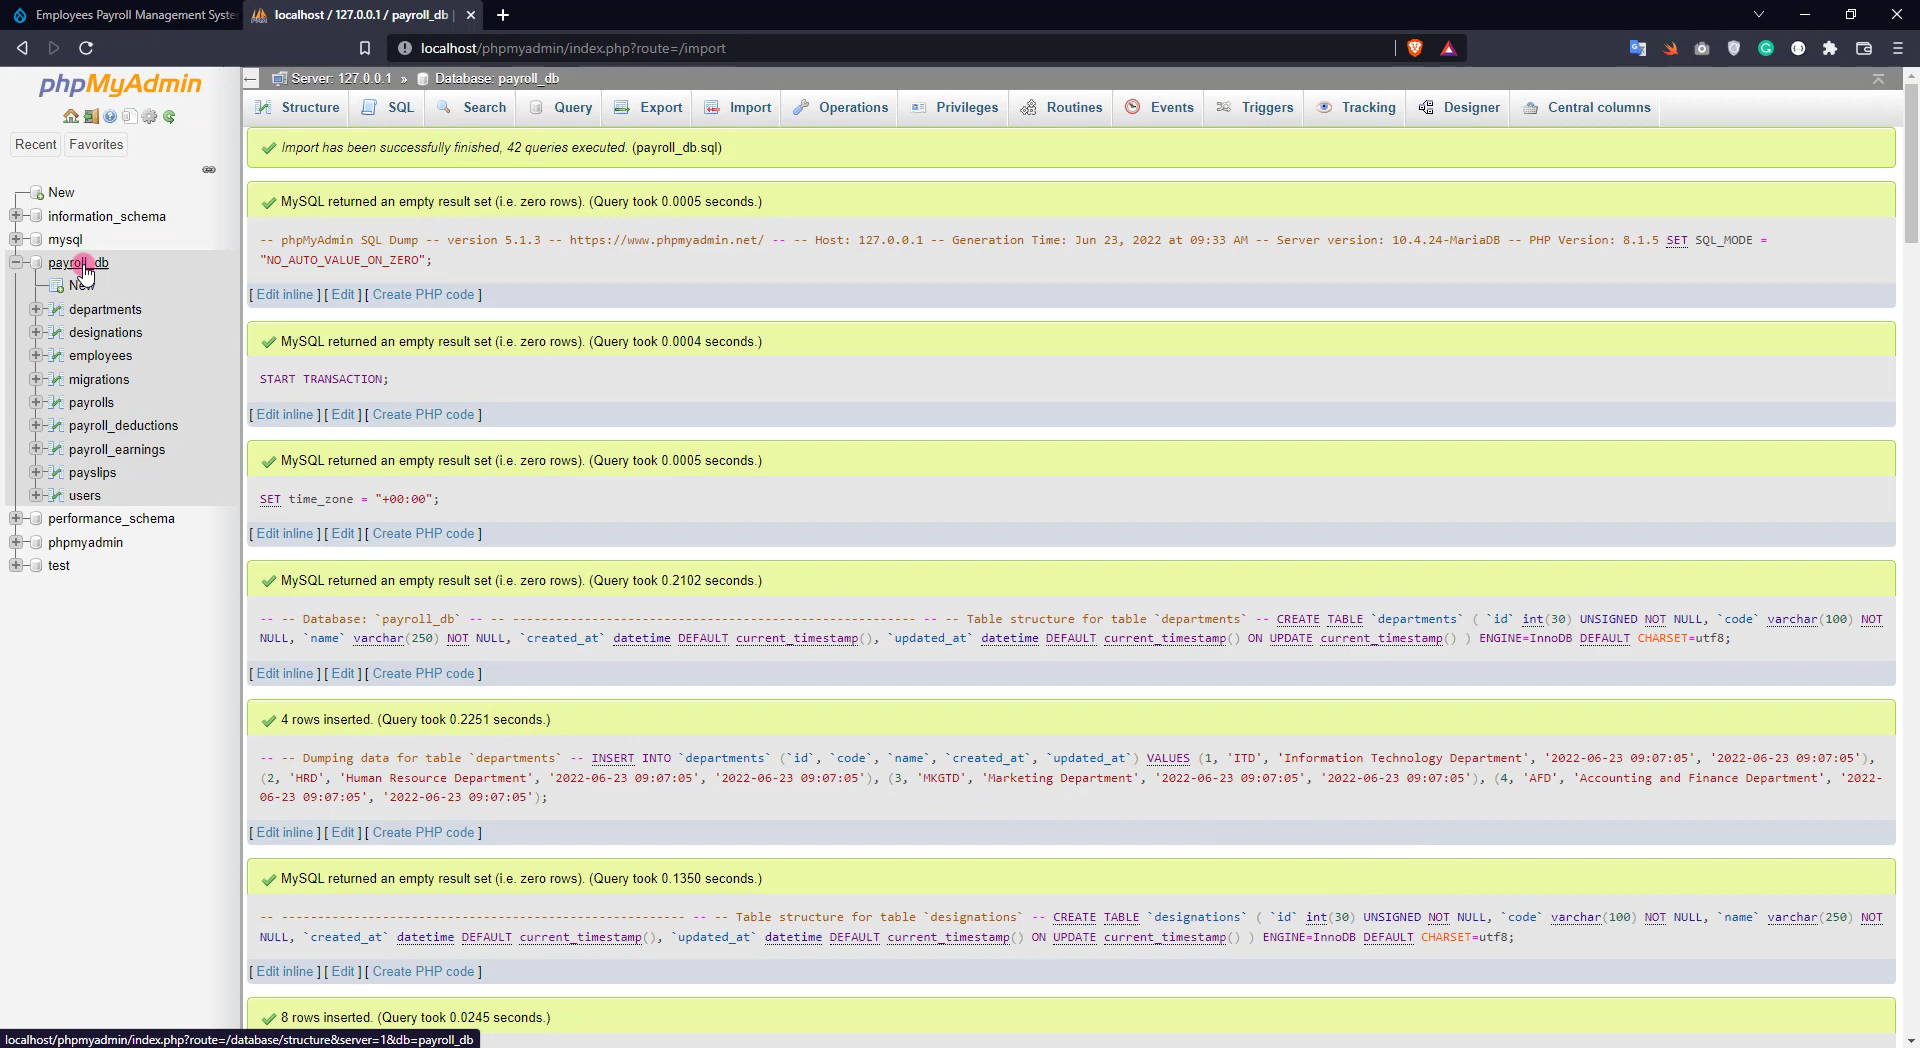 Employees Payroll Management Syste
localhost / 127.0.0.1 / payroll_db
localhost/phpmyadmin/index.php?route=/import
phpMyAdmin
Recent
Favorites
New
information_schema
mysql
payroll_db
New
departments
designations
employees
migrations
payrolls
payroll_deductions
payroll_earnings
payslips
users
performance_schema
phpmyadmin
test
Server: 127.0.0.1 » Database: payroll_db
Structure SQL Search Query Export Import Operations Privileges Routines Events Triggers Tracking Designer Central columns
Import has been successfully finished, 42 queries executed. (payroll_db.sql)
MySQL returned an empty result set (i.e. zero rows). (Query took 0.0005 seconds.)
-- phpMyAdmin SQL Dump -- version 5.1.3 -- https://www.phpmyadmin.net/ -- -- Host: 127.0.0.1 -- Generation Time: Jun 23, 2022 at 09:33 AM -- Server version: 10.4.24-MariaDB -- PHP Version: 8.1.5 SET SQL_MODE =
"NO_AUTO_VALUE_ON_ZERO";
[ Edit inline ] [ Edit ] [ Create PHP code ]
MySQL returned an empty result set (i.e. zero rows). (Query took 0.0004 seconds.)
START TRANSACTION;
[ Edit inline ] [ Edit ] [ Create PHP code ]
MySQL returned an empty result set (i.e. zero rows). (Query took 0.0005 seconds.)
SET time_zone = "+00:00";
[ Edit inline ] [ Edit ] [ Create PHP code ]
MySQL returned an empty result set (i.e. zero rows). (Query took 0.2102 seconds.)
-- -- Database: `payroll_db` -- -- -------------------------------------------------------- -- -- Table structure for table `departments` -- CREATE TABLE `departments` ( `id` int(30) UNSIGNED NOT NULL, `code` varchar(100) NOT
NULL, `name` varchar(250) NOT NULL, `created_at` datetime DEFAULT current_timestamp(), `updated_at` datetime DEFAULT current_timestamp() ON UPDATE current_timestamp() ) ENGINE=InnoDB DEFAULT CHARSET=utf8;
[ Edit inline ] [ Edit ] [ Create PHP code ]
4 rows inserted. (Query took 0.2251 seconds.)
-- -- Dumping data for table `departments` -- INSERT INTO `departments` (`id`, `code`, `name`, `created_at`, `updated_at`) VALUES (1, 'ITD', 'Information Technology Department', '2022-06-23 09:07:05', '2022-06-23 09:07:05'),
(2, 'HRD', 'Human Resource Department', '2022-06-23 09:07:05', '2022-06-23 09:07:05'), (3, 'MKGTD', 'Marketing Department', '2022-06-23 09:07:05', '2022-06-23 09:07:05'), (4, 'AFD', 'Accounting and Finance Department', '2022-
06-23 09:07:05', '2022-06-23 09:07:05');
[ Edit inline ] [ Edit ] [ Create PHP code ]
MySQL returned an empty result set (i.e. zero rows). (Query took 0.1350 seconds.)
-- -------------------------------------------------------- -- -- Table structure for table `designations` -- CREATE TABLE `designations` ( `id` int(30) UNSIGNED NOT NULL, `code` varchar(100) NOT NULL, `name` varchar(250) NOT
NULL, `created_at` datetime DEFAULT current_timestamp(), `updated_at` datetime DEFAULT current_timestamp() ON UPDATE current_timestamp() ) ENGINE=InnoDB DEFAULT CHARSET=utf8;
[ Edit inline ] [ Edit ] [ Create PHP code ]
8 rows inserted. (Query took 0.0245 seconds.)
localhost/phpmyadmin/index.php?route=/database/structure&server=1&db=payroll_db